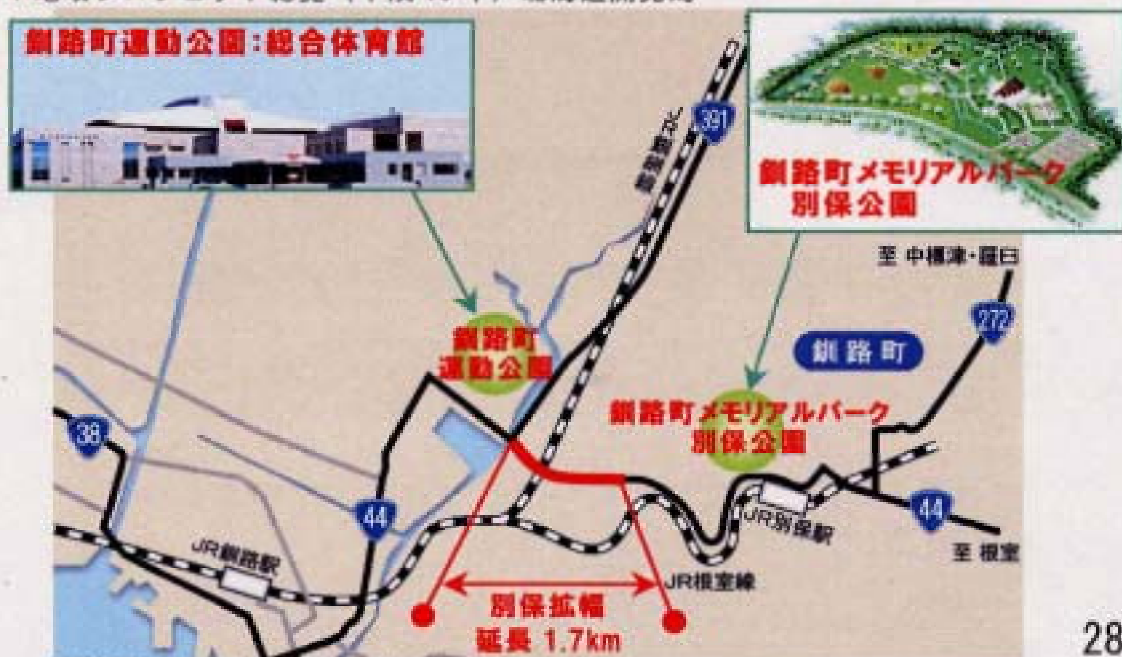 釧路町運動公園:総合体育館
釧路町メモリアルパーク
別保公園
391
至 中標津・羅臼
272
釧路町
釧路町
運動公園
釧路町メモリアルパーク
別保公園
38
44
44
JR別保駅
至 根室
JR釧路駅
JR根室線
別保拡幅
延長 1.7km
28